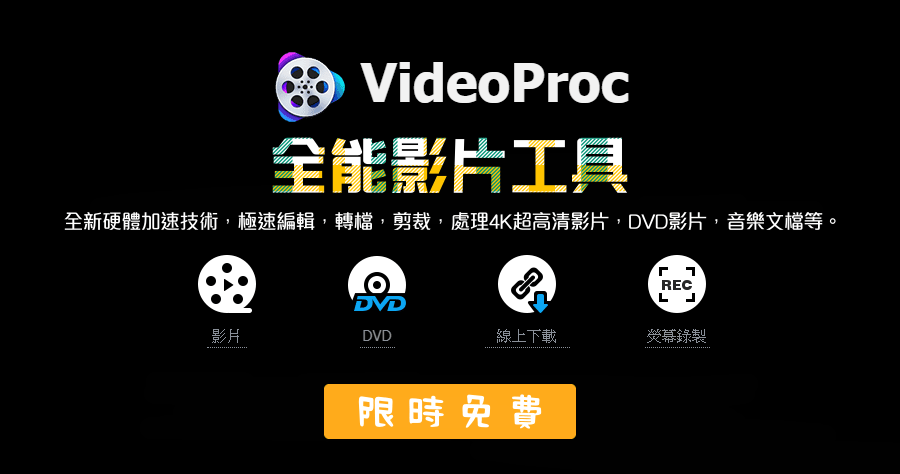 VideoProc
全能影片工具
全新硬體加速技術，極速編輯，轉檔，剪裁，處理4K超高清影片，DVD影片，音樂文檔等。
DVD
REC
影片
DVD
線上下載
熒幕錄製
限時免費